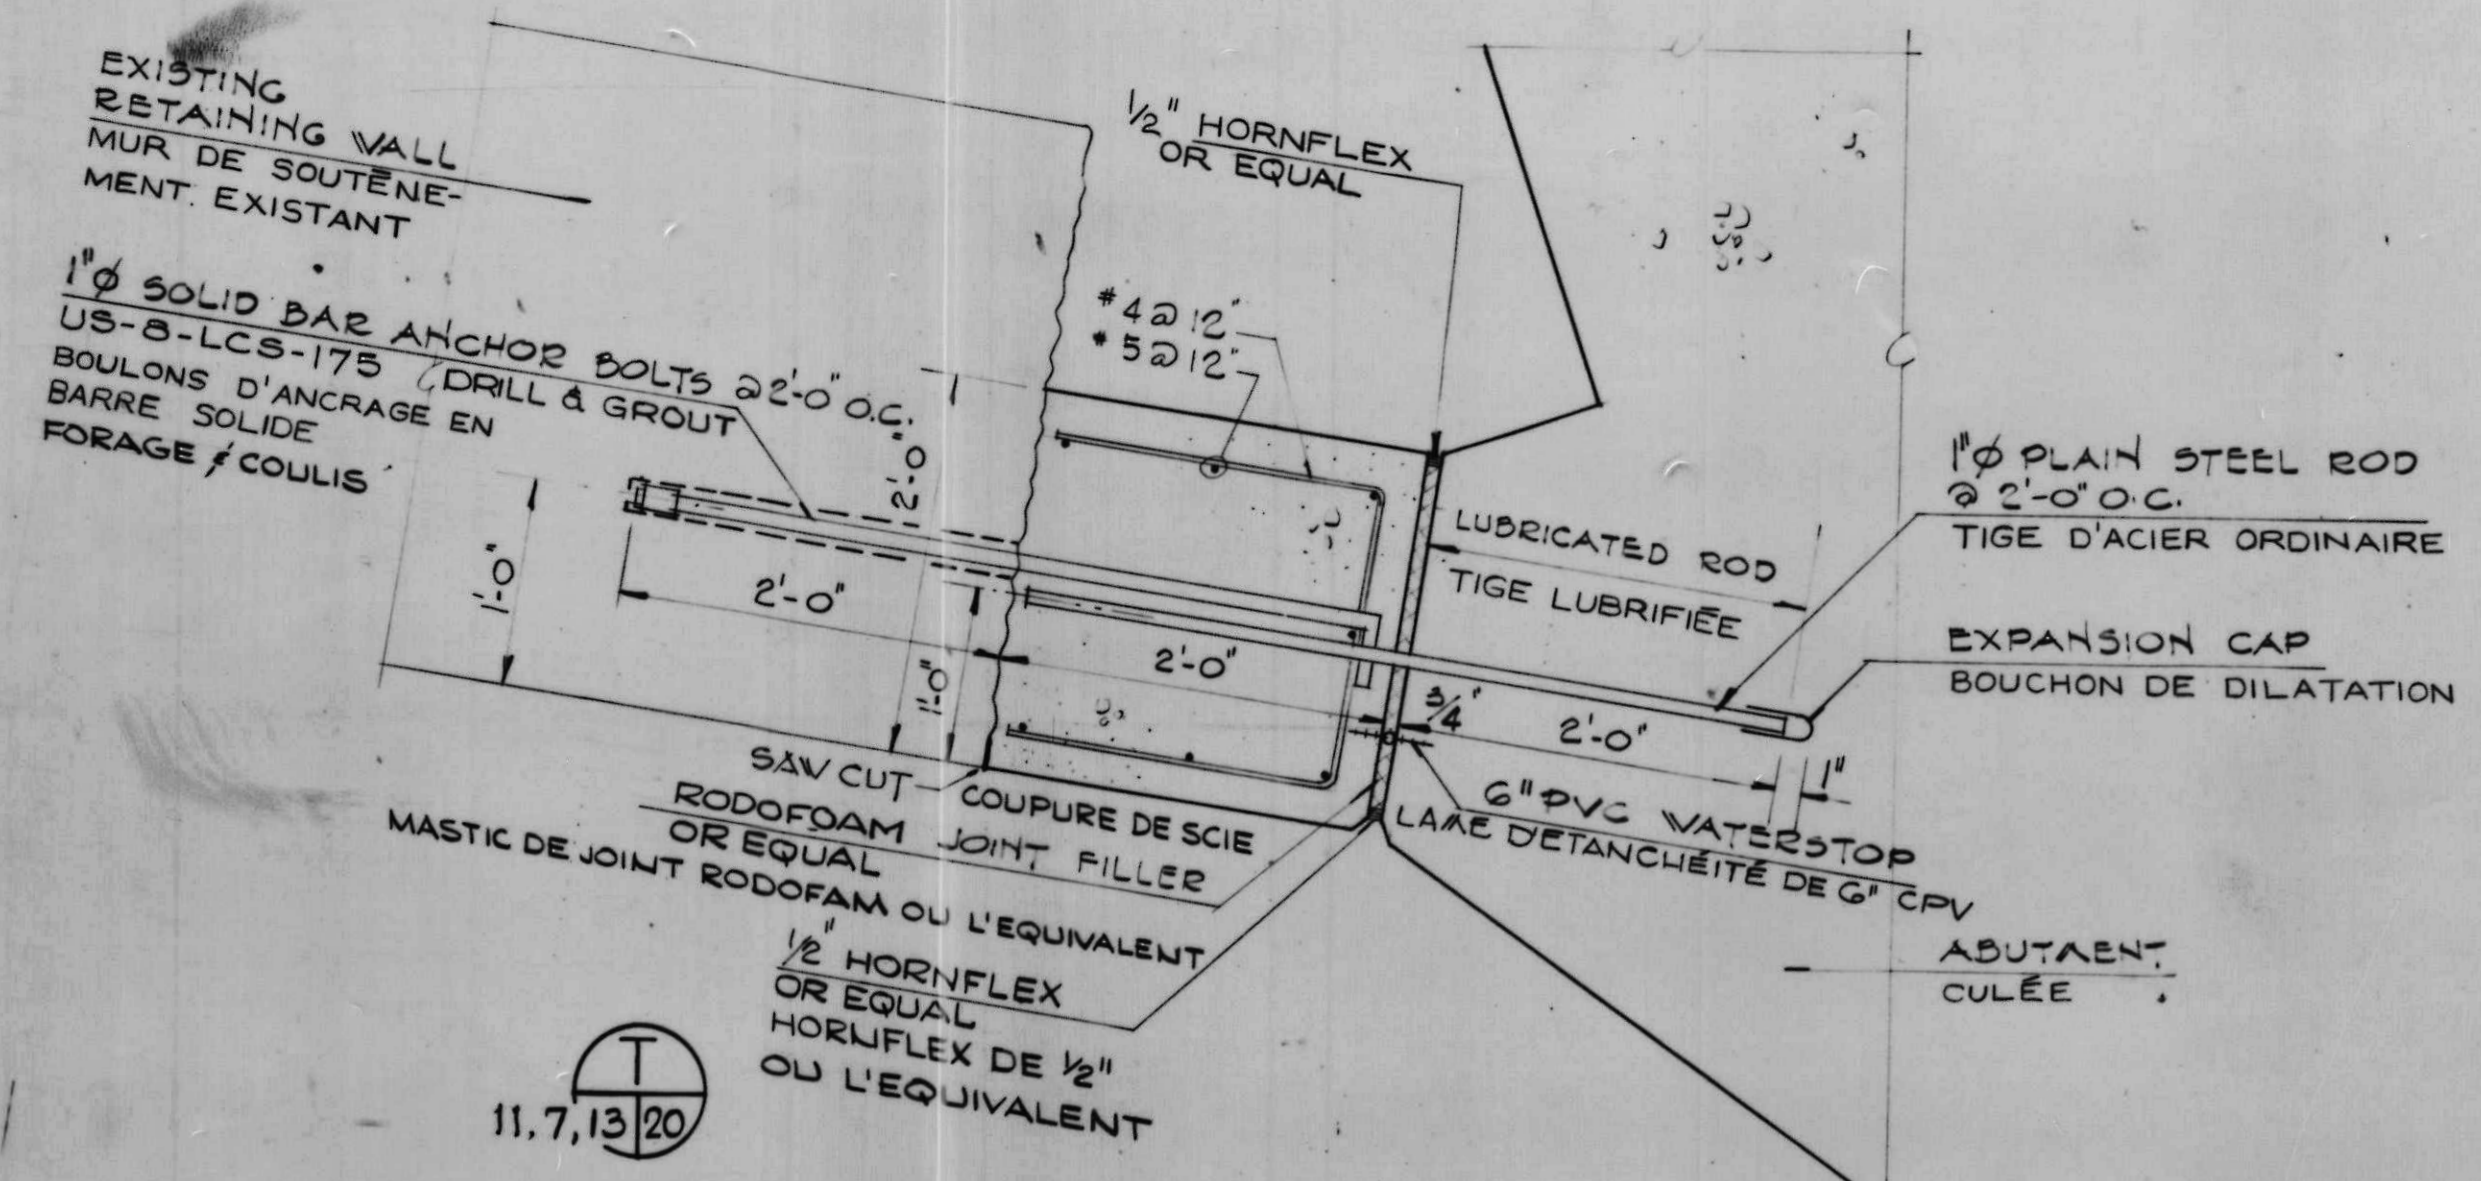 EXISTING
RETAINING WALL
MUR DE SOUTÈNE-
MENT. EXISTANT
1"Ø SOLID BAR ANCHOR BOLTS @ 2'-0" O.C.
US-8-LCS-175 (DRILL & GROUT
BOULONS D'ANCRAGE EN
BARRE SOLIDE
FORAGE & COULIS
1/2" HORNFLEX
OR EQUAL
#4@12"
#5@12"
2'-0"
1'-0"
2'-0"
1'-0"
2'-0"
LUBRICATED ROD
TIGE LUBRIFIÉE
3/4"
2'-0"
1"
1"Ø PLAIN STEEL ROD
@ 2'-0" O.C.
TIGE D'ACIER ORDINAIRE
EXPANSION CAP
BOUCHON DE DILATATION
6" PVC WATERSTOP
LAME D'ETANCHÉITÉ DE 6" CPV
SAW CUT
COUPURE DE SCIE
RODOFOAM JOINT FILLER
OR EQUAL
MASTIC DE JOINT RODOFAM OU L'EQUIVALENT
1/2" HORNFLEX
OR EQUAL
HORNFLEX DE 1/2"
OU L'EQUIVALENT
ABUTMENT
CULÉE
T
11,7,13 20